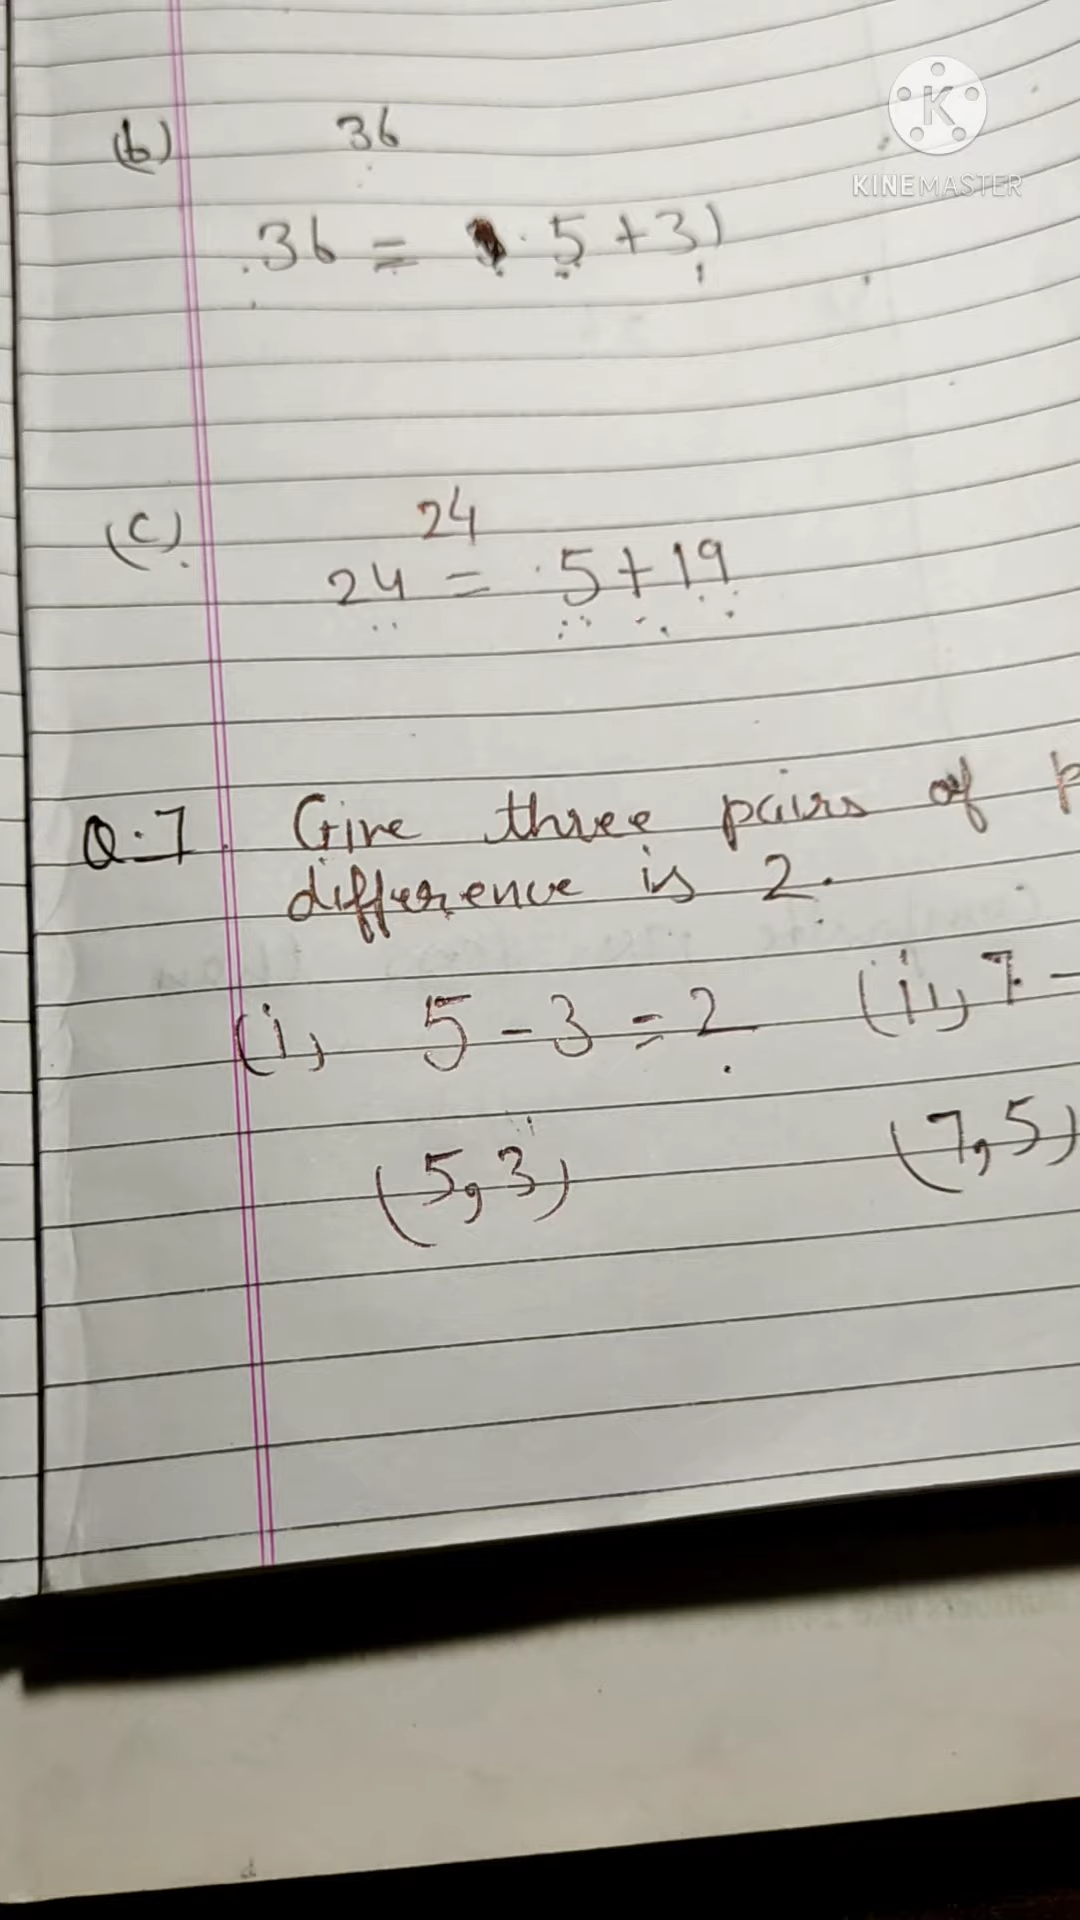 KINEMASTER
(b) 36
36 = 5 + 31
(c) 24
24 = 5 + 19
Q.7. Give three pairs of
difference is 2.
(i) 5 - 3 = 2 (ii) 7 -
(5, 3) (7, 5)